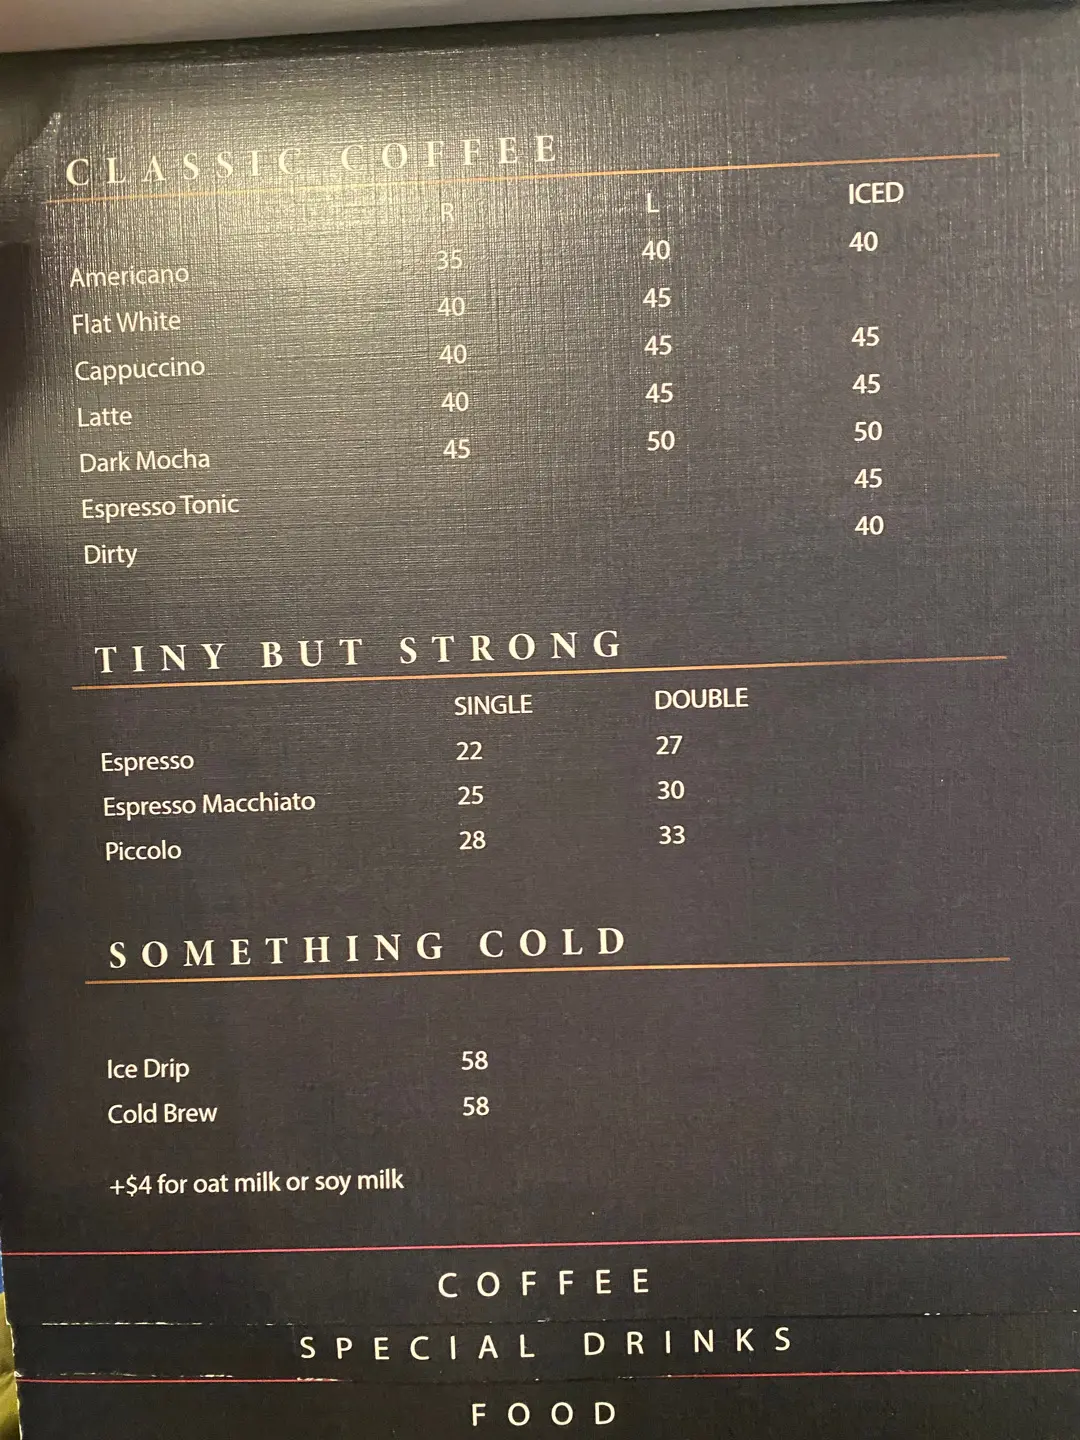 CLASSIC COFFEE
R L ICED
Americano 35 40 40
Flat White 40 45
Cappuccino 40 45 45
Latte 40 45 45
Dark Mocha 45 50 50
Espresso Tonic 45
Dirty 40
TINY BUT STRONG
SINGLE DOUBLE
Espresso 22 27
Espresso Macchiato 25 30
Piccolo 28 33
SOMETHING COLD
Ice Drip 58
Cold Brew 58
+$4 for oat milk or soy milk
COFFEE
SPECIAL DRINKS
FOOD